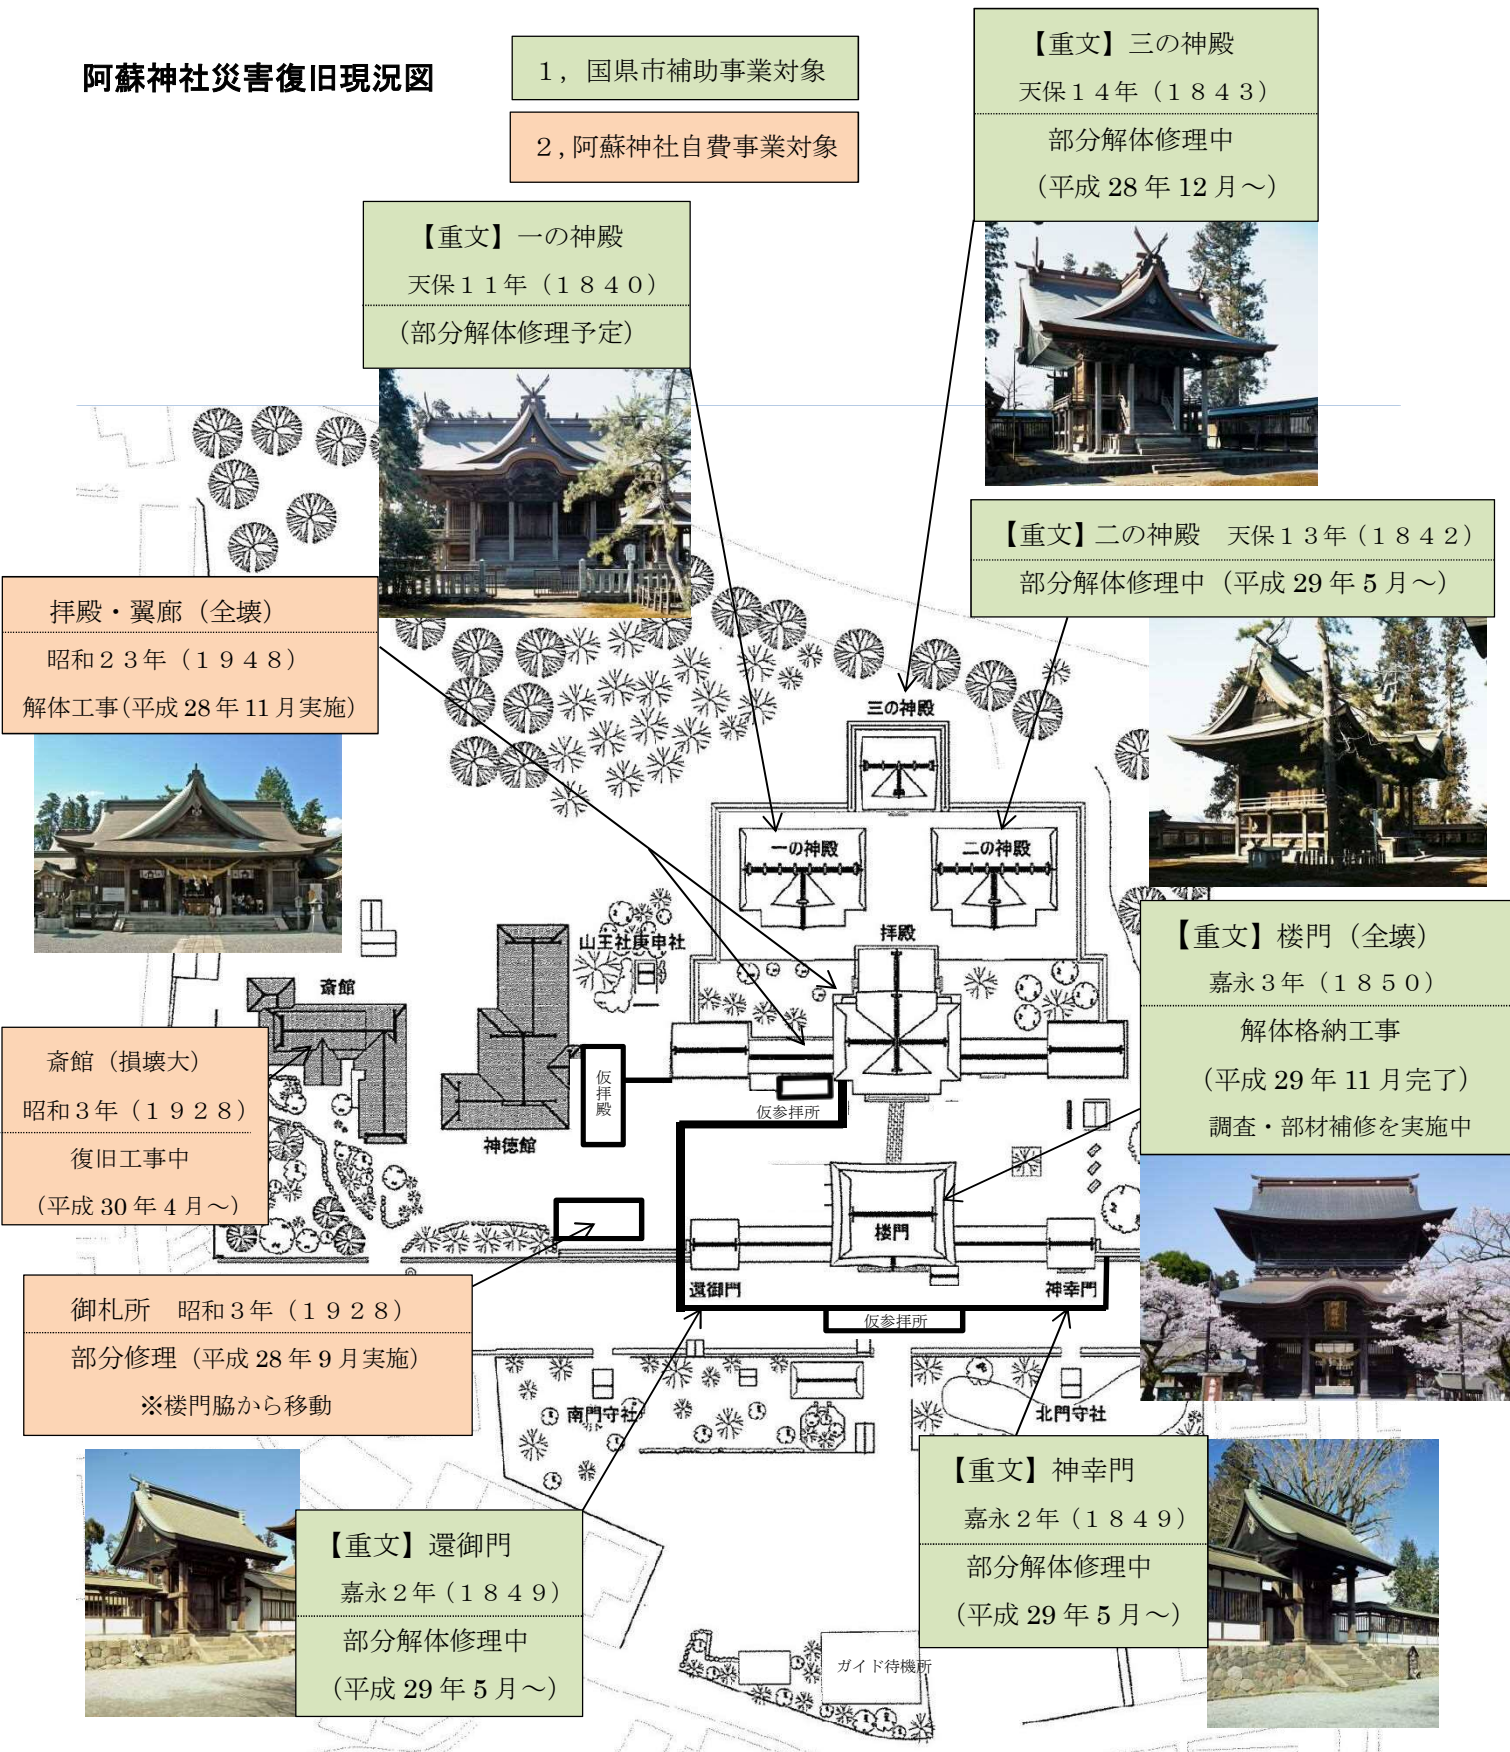 阿蘇神社災害復旧現況図
１，国県市補助事業対象
２，阿蘇神社自費事業対象
【重文】三の神殿
天保１４年（１８４３）
部分解体修理中
（平成 28 年 12 月～）
【重文】一の神殿
天保１１年（１８４０）
（部分解体修理予定）
【重文】二の神殿　天保１３年（１８４２）
部分解体修理中（平成 29 年 5 月～）
拝殿・翼廊（全壊）
昭和２３年（１９４８）
解体工事（平成 28 年 11 月実施）
三の神殿
一の神殿
二の神殿
拝殿
山王社庚申社
斎館
神徳館
仮拝殿
仮参拝所
【重文】楼門（全壊）
嘉永３年（１８５０）
解体格納工事
（平成 29 年 11 月完了）
調査・部材補修を実施中
斎館（損壊大）
昭和３年（１９２８）
復旧工事中
（平成 30 年 4 月～）
楼門
還御門
神幸門
仮参拝所
御札所　昭和３年（１９２８）
部分修理（平成 28 年 9 月実施）
※楼門脇から移動
南門守社
北門守社
【重文】還御門
嘉永２年（１８４９）
部分解体修理中
（平成 29 年 5 月～）
【重文】神幸門
嘉永２年（１８４９）
部分解体修理中
（平成 29 年 5 月～）
ガイド待機所